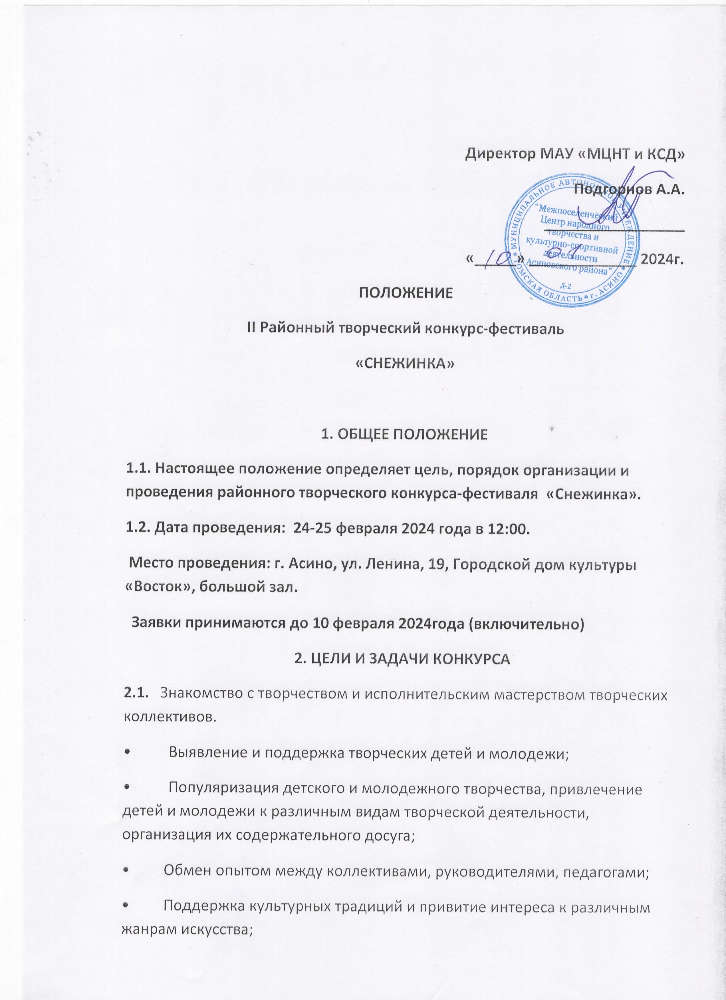 Директор МАУ «МЦНТ и КСД»
Подгорнов А.А.
МУНИЦИПАЛЬНОЕ АВТОНОМНОЕ УЧРЕЖДЕНИЕ * г. АСИНО * ТОМСКАЯ ОБЛАСТЬ *
"Межпоселенческий
Центр народного
творчества и
культурно-спортивной
деятельности
Асиновского района"
Д-2
«10» 01 2024г.
ПОЛОЖЕНИЕ
II Районный творческий конкурс-фестиваль
«СНЕЖИНКА»
1. ОБЩЕЕ ПОЛОЖЕНИЕ
1.1. Настоящее положение определяет цель, порядок организации и
проведения районного творческого конкурса-фестиваля «Снежинка».
1.2. Дата проведения: 24-25 февраля 2024 года в 12:00.
Место проведения: г. Асино, ул. Ленина, 19, Городской дом культуры
«Восток», большой зал.
Заявки принимаются до 10 февраля 2024года (включительно)
2. ЦЕЛИ И ЗАДАЧИ КОНКУРСА
2.1. Знакомство с творчеством и исполнительским мастерством творческих
коллективов.
• Выявление и поддержка творческих детей и молодежи;
• Популяризация детского и молодежного творчества, привлечение
детей и молодежи к различным видам творческой деятельности,
организация их содержательного досуга;
• Обмен опытом между коллективами, руководителями, педагогами;
• Поддержка культурных традиций и привитие интереса к различным
жанрам искусства;